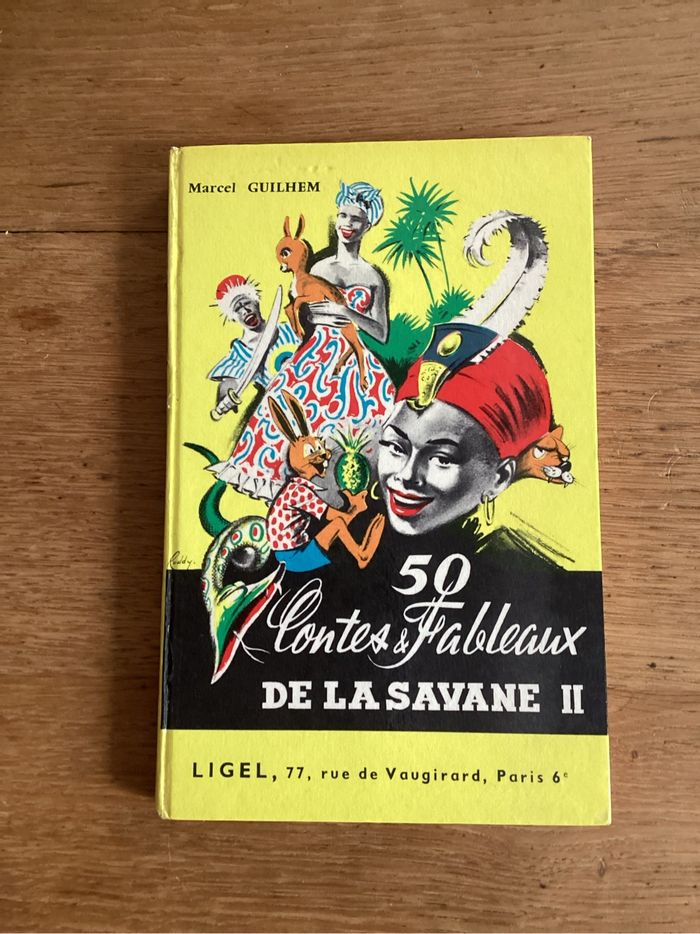 Marcel GUILHEM
50
Contes & Fableaux
DE LA SAVANE II
LIGEL, 77, rue de Vaugirard, Paris 6e